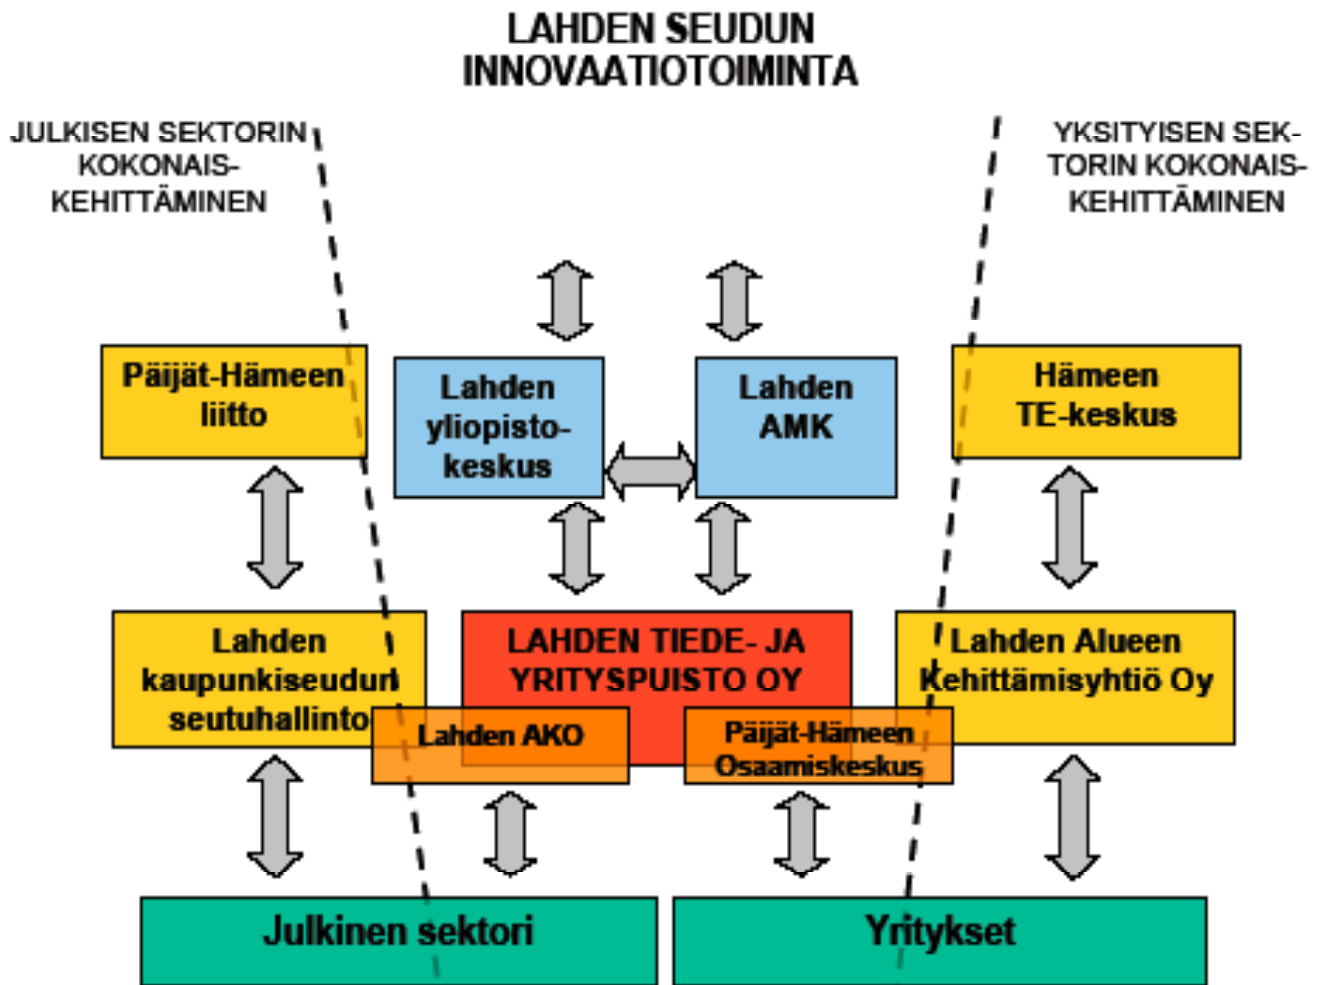 LAHDEN SEUDUN
INNOVAATIOTOIMINTA
JULKISEN SEKTORIN
KOKONAIS-
KEHITTÄMINEN
YKSITYISEN SEK-
TORIN KOKONAIS-
KEHITTÄMINEN
Päijät-Hämeen
liitto
Lahden
yliopisto-
keskus
Lahden
AMK
Hämeen
TE-keskus
Lahden
kaupunkiseudun
seutuhallinto
LAHDEN TIEDE- JA
YRITYSPUISTO OY
Lahden Alueen
Kehittämisyhtiö Oy
Lahden AKO
Päijät-Hämeen
Osaamiskeskus
Julkinen sektori
Yritykset